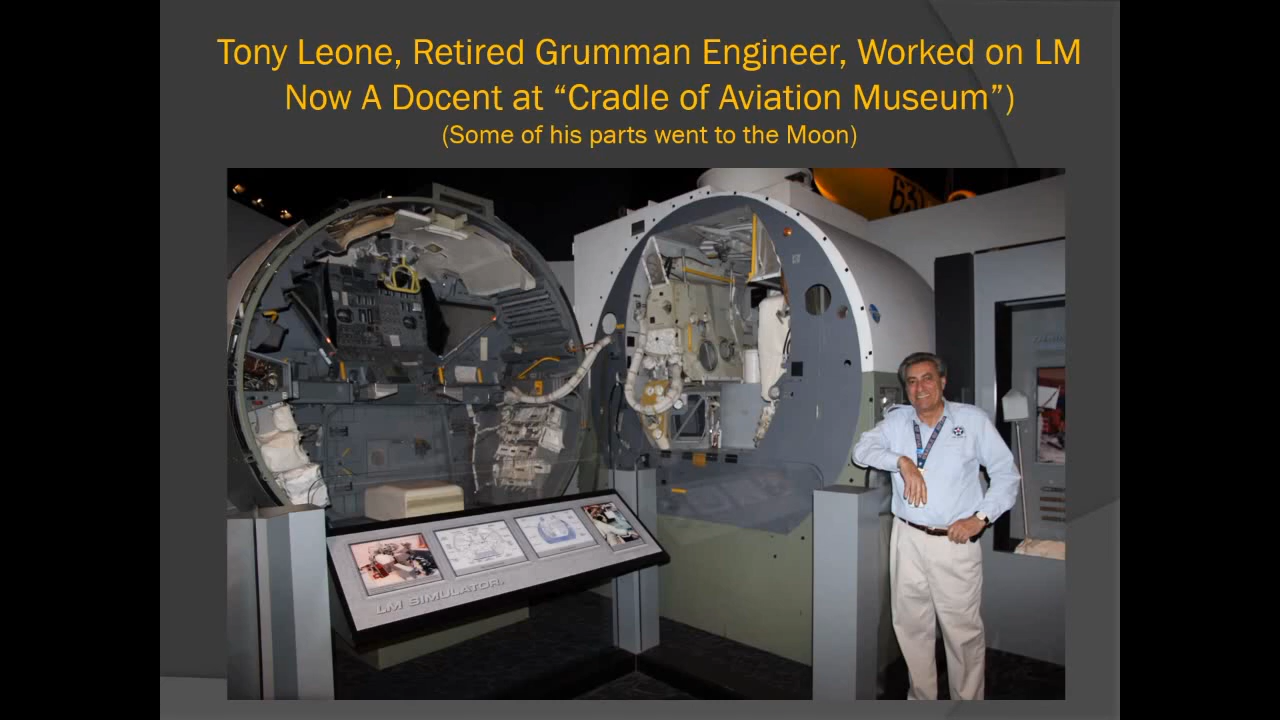 Tony Leone, Retired Grumman Engineer, Worked on LM
Now A Docent at “Cradle of Aviation Museum”)
(Some of his parts went to the Moon)
631
LM SIMULATOR